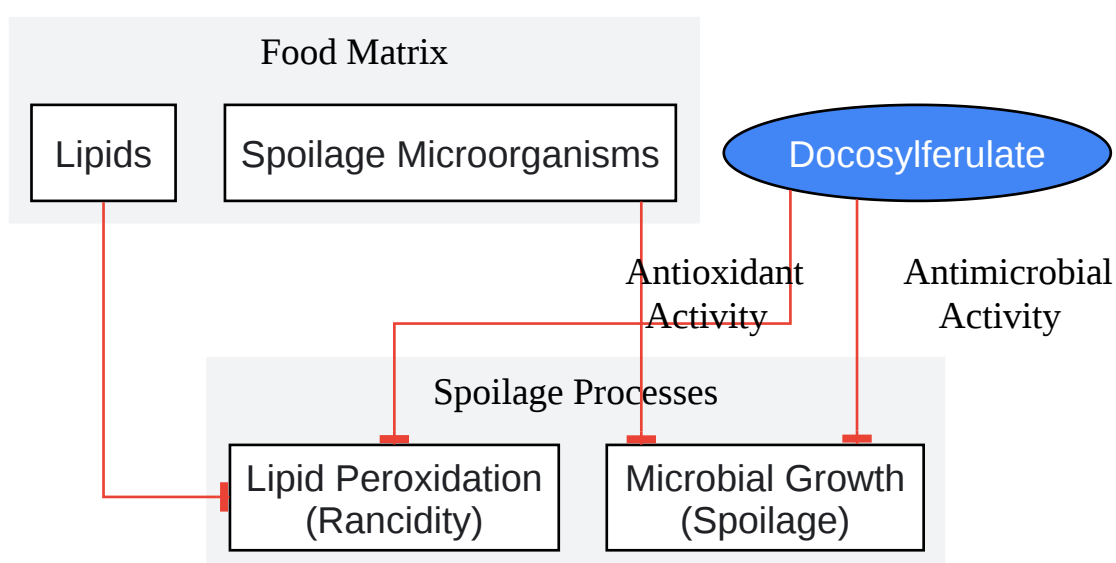 Food Matrix
Lipids
Spoilage Microorganisms
Docosylferulate
Antioxidant
Activity
Antimicrobial
Activity
Spoilage Processes
Lipid Peroxidation
(Rancidity)
Microbial Growth
(Spoilage)